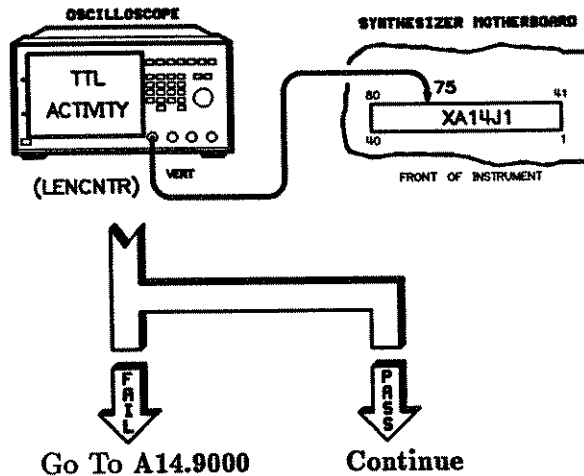 OSCILLOSCOPE
SYNTHESIZER MOTHERBOARD
TTL
ACTIVITY
75
80
41
XA14J1
40
1
VERT
(LENCNTR)
FRONT OF INSTRUMENT
FAIL
PASS
Go To A14.9000
Continue